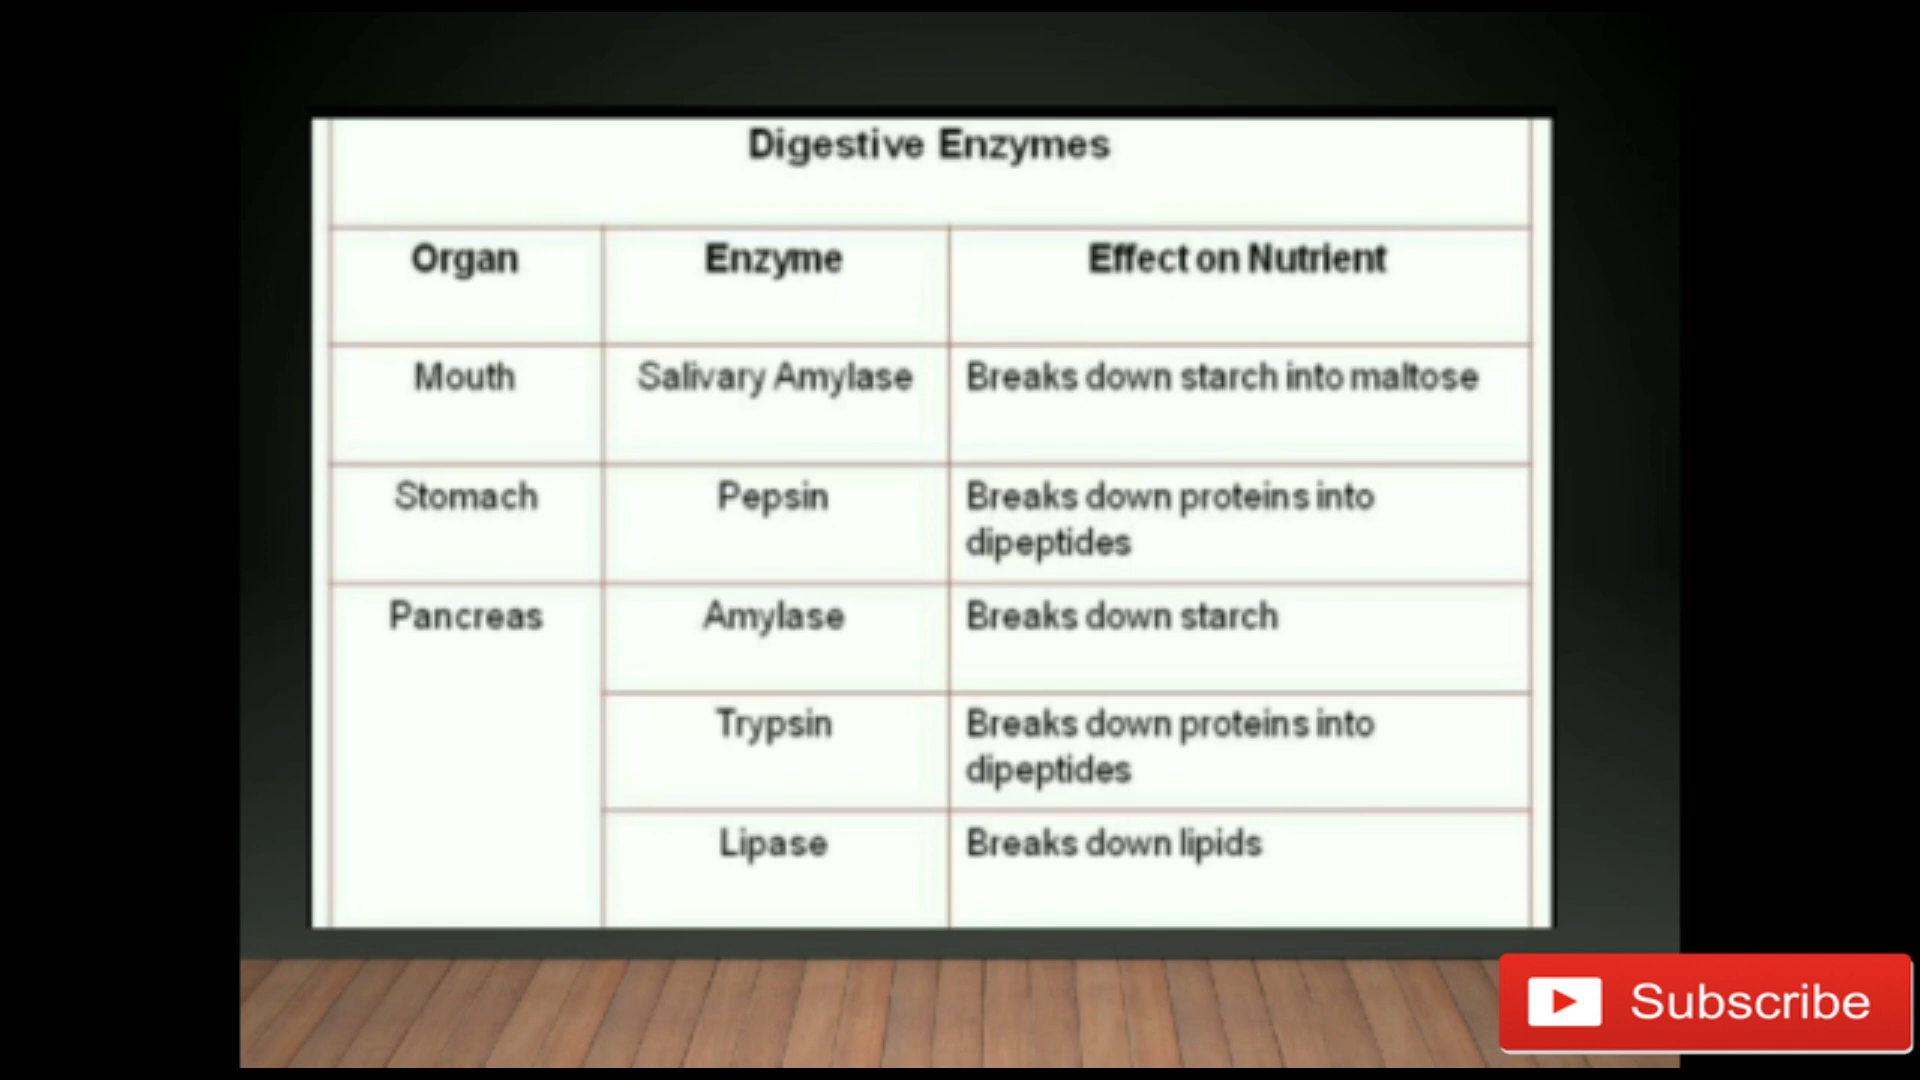 Digestive Enzymes
Organ Enzyme Effect on Nutrient
Mouth Salivary Amylase Breaks down starch into maltose
Stomach Pepsin Breaks down proteins into
dipeptides
Pancreas Amylase Breaks down starch
Trypsin Breaks down proteins into
dipeptides
Lipase Breaks down lipids
Subscribe